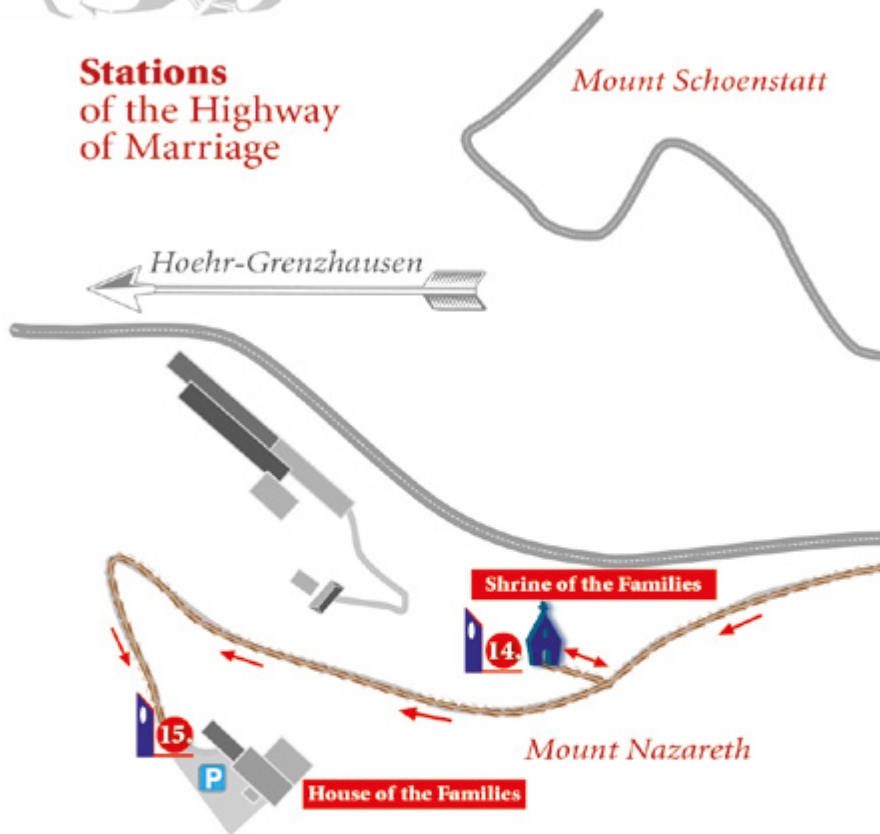 Stations
of the Highway
of Marriage
Mount Schoenstatt
Hoehr-Grenzhausen
Shrine of the Families
14.
15.
Mount Nazareth
P
House of the Families